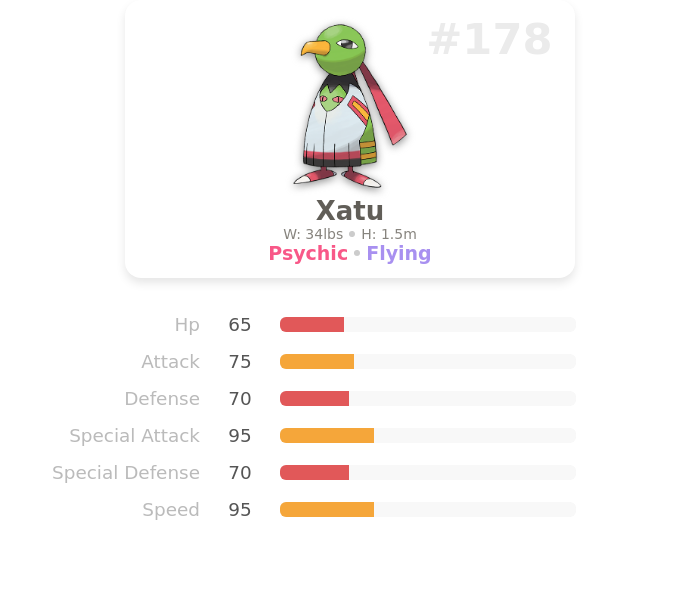 #178
Xatu
W: 34lbs • H: 1.5m
Psychic • Flying
Hp 65
Attack 75
Defense 70
Special Attack 95
Special Defense 70
Speed 95